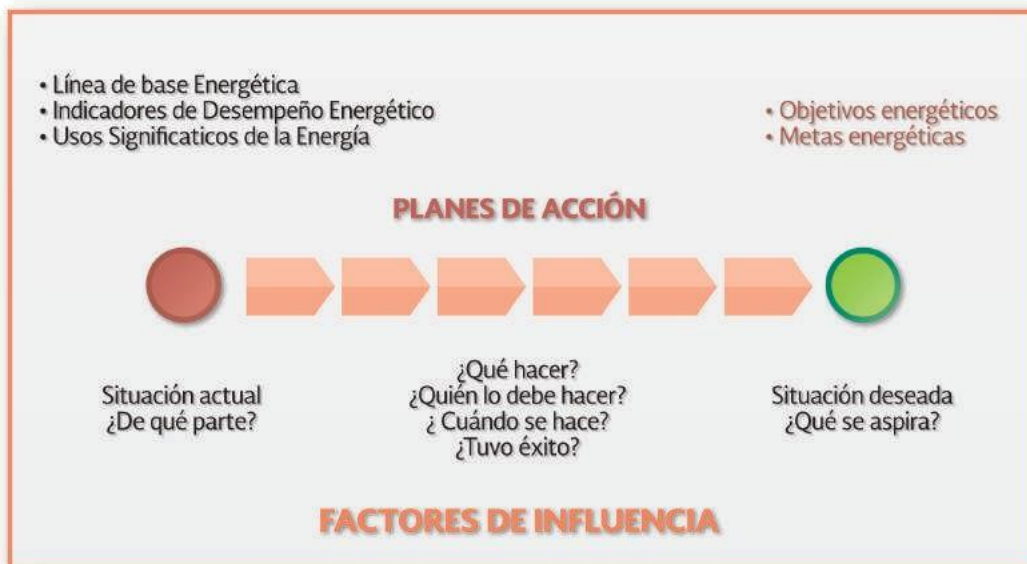 • Línea de base Energética
• Indicadores de Desempeño Energético
• Usos Significaticos de la Energía
• Objetivos energéticos
• Metas energéticas
PLANES DE ACCIÓN
Situación actual
¿De qué parte?
¿Qué hacer?
¿Quién lo debe hacer?
¿ Cuándo se hace?
¿Tuvo éxito?
Situación deseada
¿Qué se aspira?
FACTORES DE INFLUENCIA